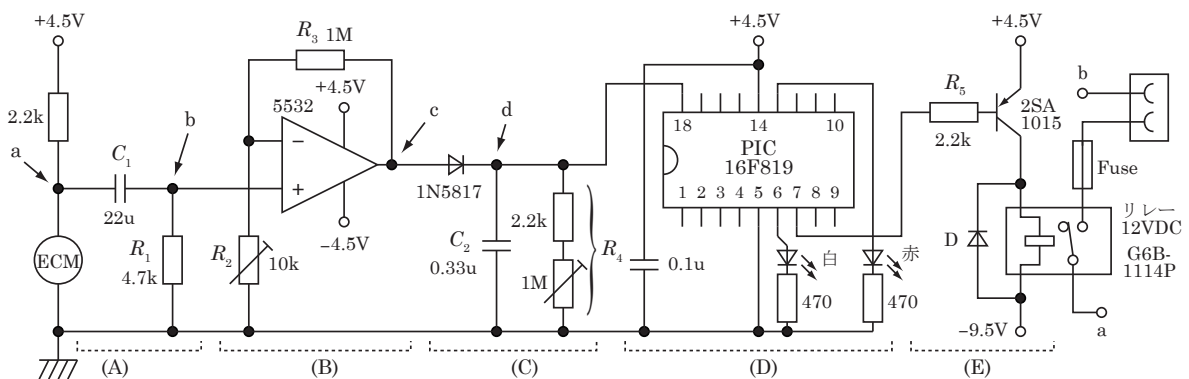 +4.5V
2.2k
a
C₁
22u
b
R₁
4.7k
ECM
(A)
R₃ 1M
5532
+4.5V
−
+
−4.5V
R₂
10k
c
(B)
1N5817
d
C₂
0.33u
2.2k
1M
R₄
(C)
+4.5V
0.1u
18
14
10
PIC
16F819
1 2 3 4 5 6 7 8 9
白
470
赤
470
(D)
+4.5V
R₅
2.2k
2SA
1015
D
−9.5V
(E)
b
Fuse
リレー
12VDC
G6B-
1114P
a